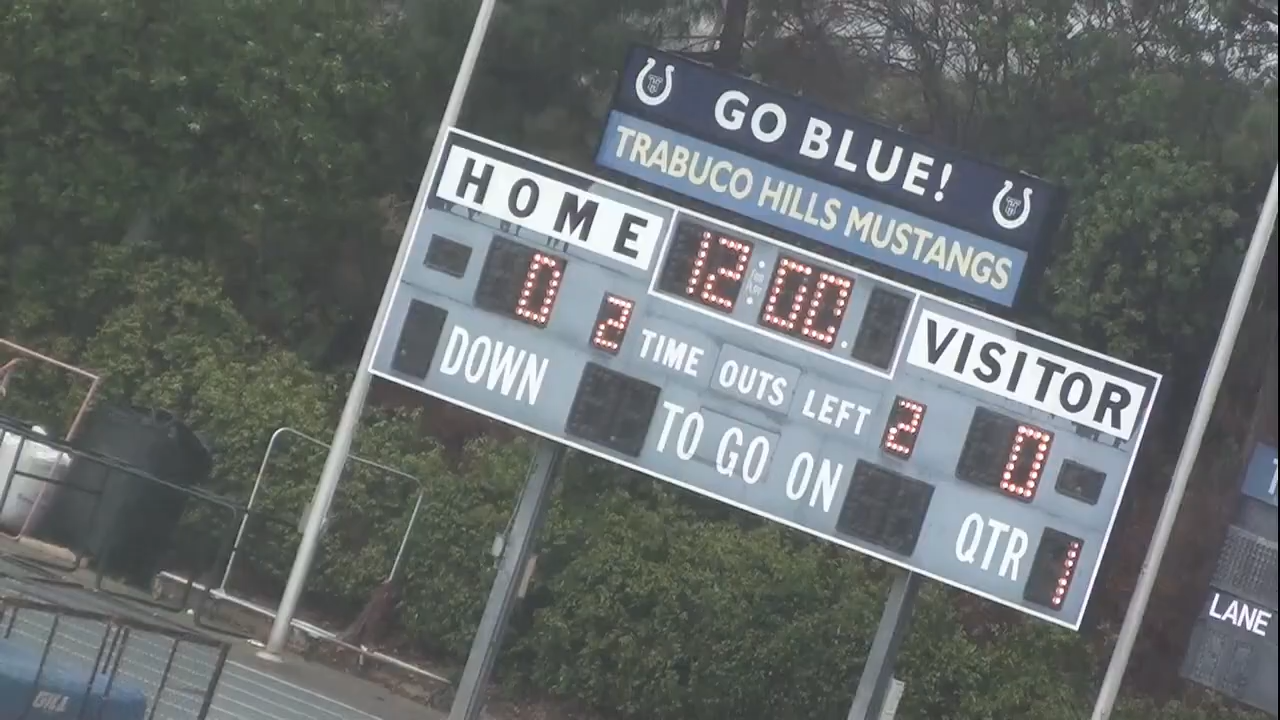 GO BLUE!
TRABUCO HILLS MUSTANGS
HOME
12:00
VISITOR
0
2 TIME OUTS LEFT 2
0
DOWN
TO GO ON
QTR 1
LANE